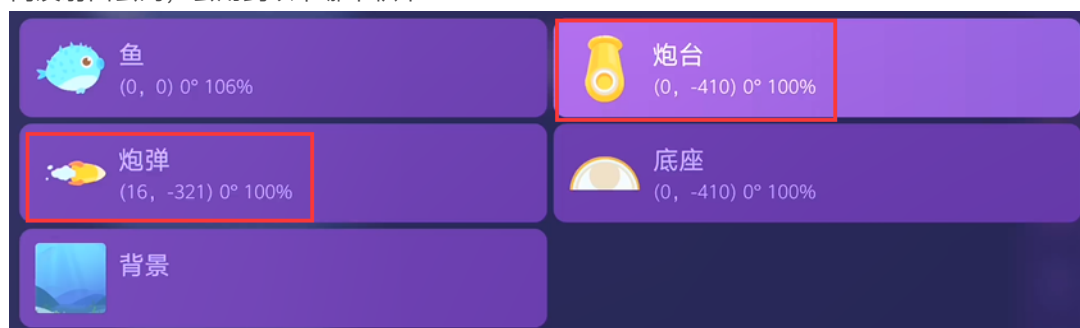 鱼
(0, 0) 0° 106%
炮台
(0, -410) 0° 100%
炮弹
(16, -321) 0° 100%
底座
(0, -410) 0° 100%
背景